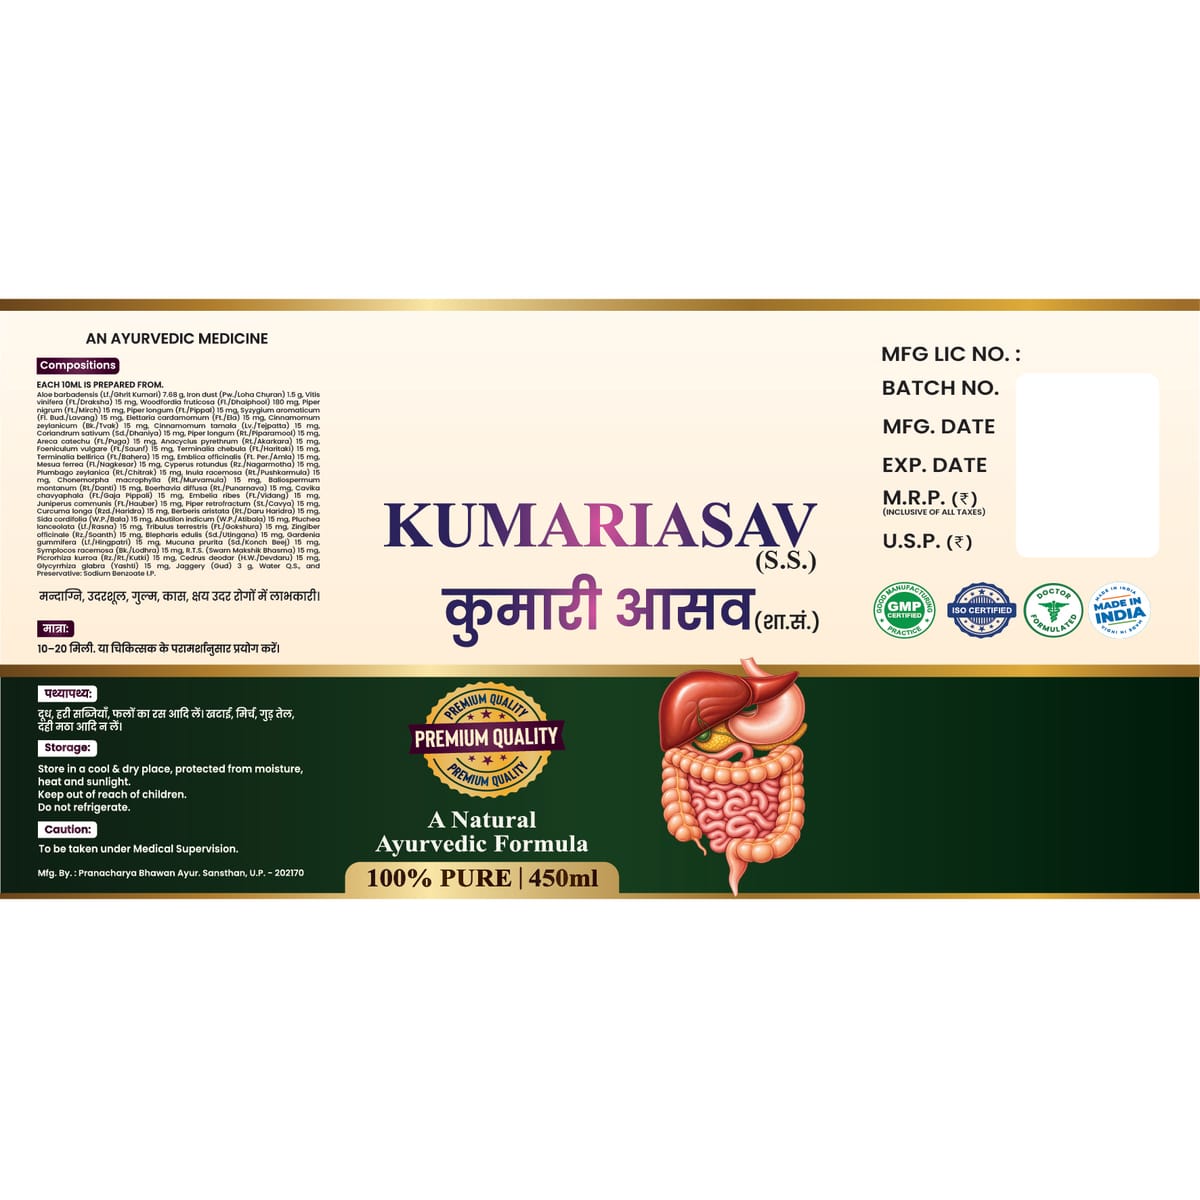 AN AYURVEDIC MEDICINE
Compositions
EACH 10ML IS PREPARED FROM.
Aloe barbadensis (Lf./Ghrit Kumari) 7.68 g, Iron dust (Pw./Loha Churan) 1.5 g, Vitis
vinifera (Ft./Draksha) 15 mg, Woodfordia fruticosa (Fl./Dhaiphool) 180 mg, Piper
nigrum (Ft./Mirch) 15 mg, Piper longum (Ft./Pippal) 15 mg, Syzygium aromaticum
(Fl. Bud./Lavang) 15 mg, Elettaria cardamomum (Ft./Ela) 15 mg, Cinnamomum
zeylanicum (Bk./Tvak) 15 mg, Cinnamomum tamala (Lv./Tejpatta) 15 mg,
Coriandrum sativum (Sd./Dhaniya) 15 mg, Piper longum (Rt./Piparamool) 15 mg,
Areca catechu (Ft./Puga) 15 mg, Anacyclus pyrethrum (Rt./Akarkara) 15 mg,
Foeniculum vulgare (Ft./Saunf) 15 mg, Terminalia chebula (Ft./Haritaki) 15 mg,
Terminalia bellirica (Ft./Bahera) 15 mg, Emblica officinalis (Ft. Per./Amla) 15 mg,
Mesua ferrea (Fl./Nagkesar) 15 mg, Cyperus rotundus (Rz./Nagarmotha) 15 mg,
Plumbago zeylanica (Rt./Chitrak) 15 mg, Inula racemosa (Rt./Pushkarmula) 15
mg, Chonemorpha macrophylla (Rt./Murvamula) 15 mg, Baliospermum
montanum (Rt./Danti) 15 mg, Boerhavia diffusa (Rt./Punarnava) 15 mg, Cavika
chavyaphala (Ft./Gaja Pippali) 15 mg, Embelia ribes (Ft./Vidang) 15 mg,
Juniperus communis (Ft./Hauber) 15 mg, Piper retrofractum (St./Cavya) 15 mg,
Curcuma longa (Rzd./Haridra) 15 mg, Berberis aristata (Rt./Daru Haridra) 15 mg,
Sida cordifolia (W.P./Bala) 15 mg, Abutilon indicum (W.P./Atibala) 15 mg, Pluchea
lanceolata (Lf./Rasna) 15 mg, Tribulus terrestris (Ft./Gokshura) 15 mg, Zingiber
officinale (Rz./Soanth) 15 mg, Blepharis edulis (Sd./Utingana) 15 mg, Gardenia
gummifera (Lf./Hingpatri) 15 mg, Mucuna prurita (Sd./Konch Beej) 15 mg,
Symplocos racemosa (Bk./Lodhra) 15 mg, R.T.S. (Swarn Makshik Bhasma) 15 mg,
Picrorhiza kurroa (Rz./Rt./Kutki) 15 mg, Cedrus deodar (H.W./Devdaru) 15 mg,
Glycyrrhiza glabra (Yashti) 15 mg, Jaggery (Gud) 3 g, Water Q.S., and
Preservative: Sodium Benzoate I.P.
मन्दाग्नि, उदरशूल, गुल्म, कास, क्षय उदर रोगों में लाभकारी।
मात्रा:
10-20 मिली. या चिकित्सक के परामर्शानुसार प्रयोग करें।
पथ्यापथ्य:
दूध, हरी सब्जियाँ, फलों का रस आदि लें। खटाई, मिर्च, गुड़ तेल,
दही मठा आदि न लें।
Storage:
Store in a cool & dry place, protected from moisture,
heat and sunlight.
Keep out of reach of children.
Do not refrigerate.
Caution:
To be taken under Medical Supervision.
Mfg. By. : Pranacharya Bhawan Ayur. Sansthan, U.P. - 202170
KUMARIASAV
(S.S.)
कुमारी आसव (शा.सं.)
PREMIUM QUALITY
PREMIUM QUALITY
PREMIUM QUALITY
A Natural
Ayurvedic Formula
100% PURE | 450ml
MFG LIC NO. :
BATCH NO.
MFG. DATE
EXP. DATE
M.R.P. (₹)
(INCLUSIVE OF ALL TAXES)
U.S.P. (₹)
GOOD MANUFACTURING
GMP
CERTIFIED
PRACTICE
ISO CERTIFIED
DOCTOR
FORMULATED
MADE IN INDIA
MADE IN
INDIA
MADE IN INDIA